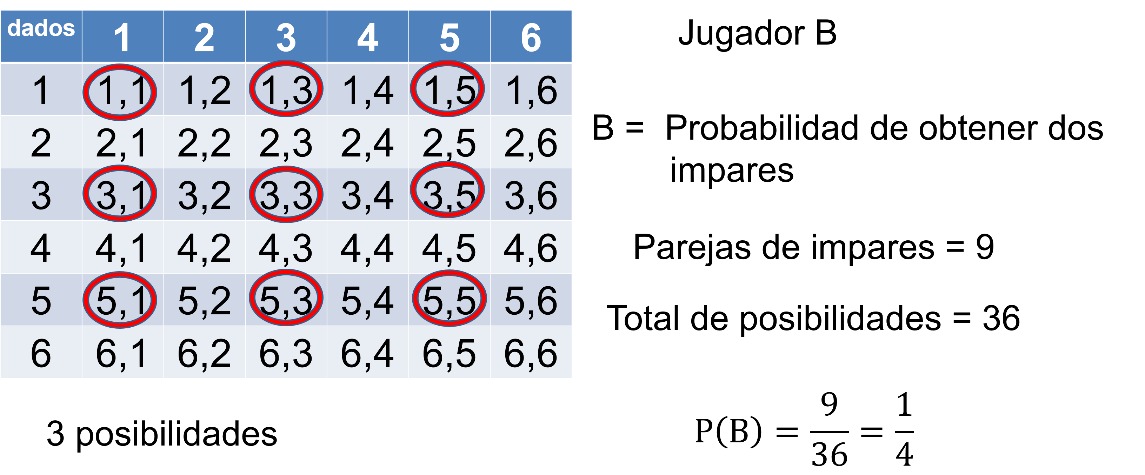 dados 1 2 3 4 5 6
1 1,1 1,2 1,3 1,4 1,5 1,6
2 2,1 2,2 2,3 2,4 2,5 2,6
3 3,1 3,2 3,3 3,4 3,5 3,6
4 4,1 4,2 4,3 4,4 4,5 4,6
5 5,1 5,2 5,3 5,4 5,5 5,6
6 6,1 6,2 6,3 6,4 6,5 6,6
3 posibilidades
Jugador B
B = Probabilidad de obtener dos
impares
Parejas de impares = 9
Total de posibilidades = 36
P(B) = 9/36 = 1/4